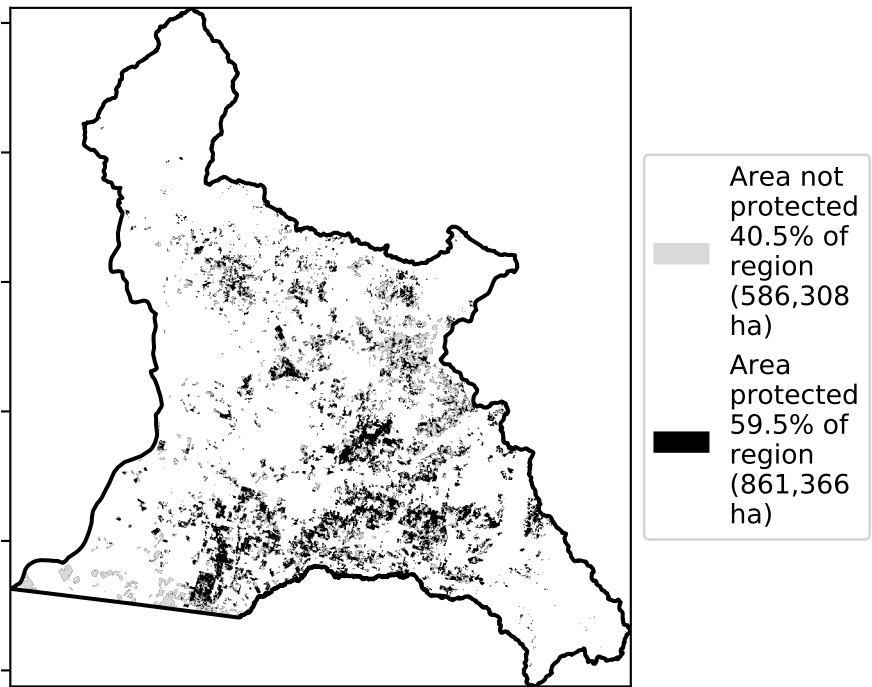 Area not
protected
40.5% of
region
(586,308
ha)
Area
protected
59.5% of
region
(861,366
ha)